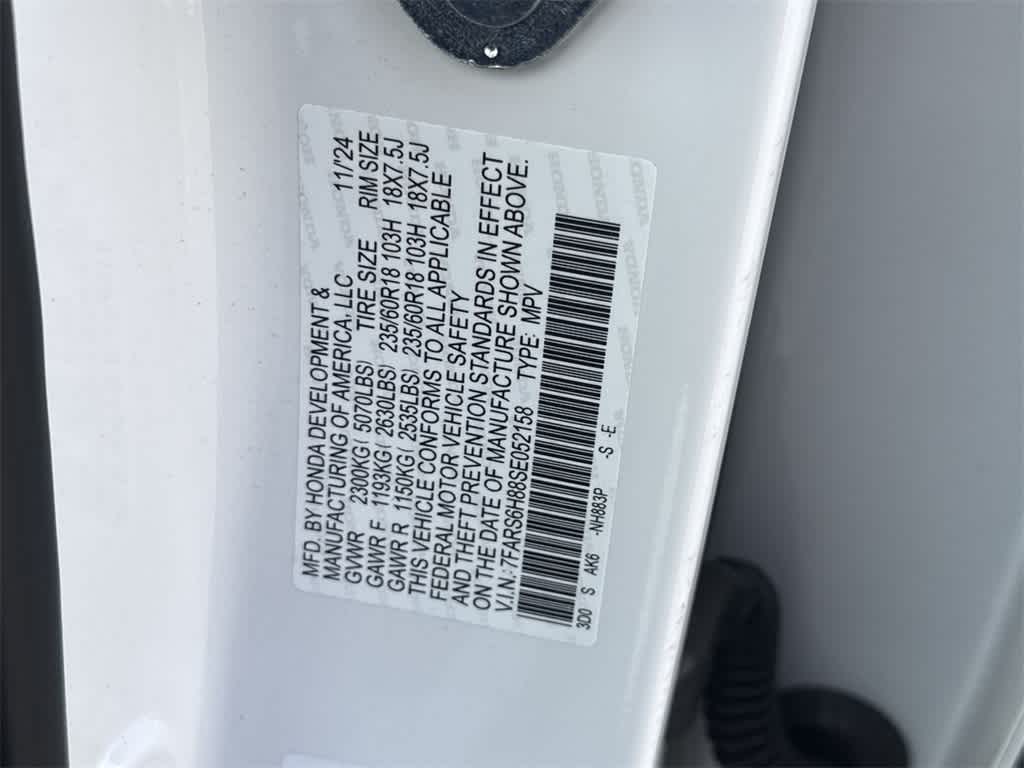 MFD. BY HONDA DEVELOPMENT &
MANUFACTURING OF AMERICA, LLC 11/'24
GVWR 2300KG( 5070LBS) TIRE SIZE RIM SIZE
GAWR F 1193KG( 2630LBS) 235/60R18 103H 18X7.5J
GAWR R 1150KG( 2535LBS) 235/60R18 103H 18X7.5J
THIS VEHICLE CONFORMS TO ALL APPLICABLE
FEDERAL MOTOR VEHICLE SAFETY
AND THEFT PREVENTION STANDARDS IN EFFECT
ON THE DATE OF MANUFACTURE SHOWN ABOVE.
V.I.N.: 7FARS6H88SE052158 TYPE: MPV
3D0 S AK6 -NH883P -S -E
HONDA